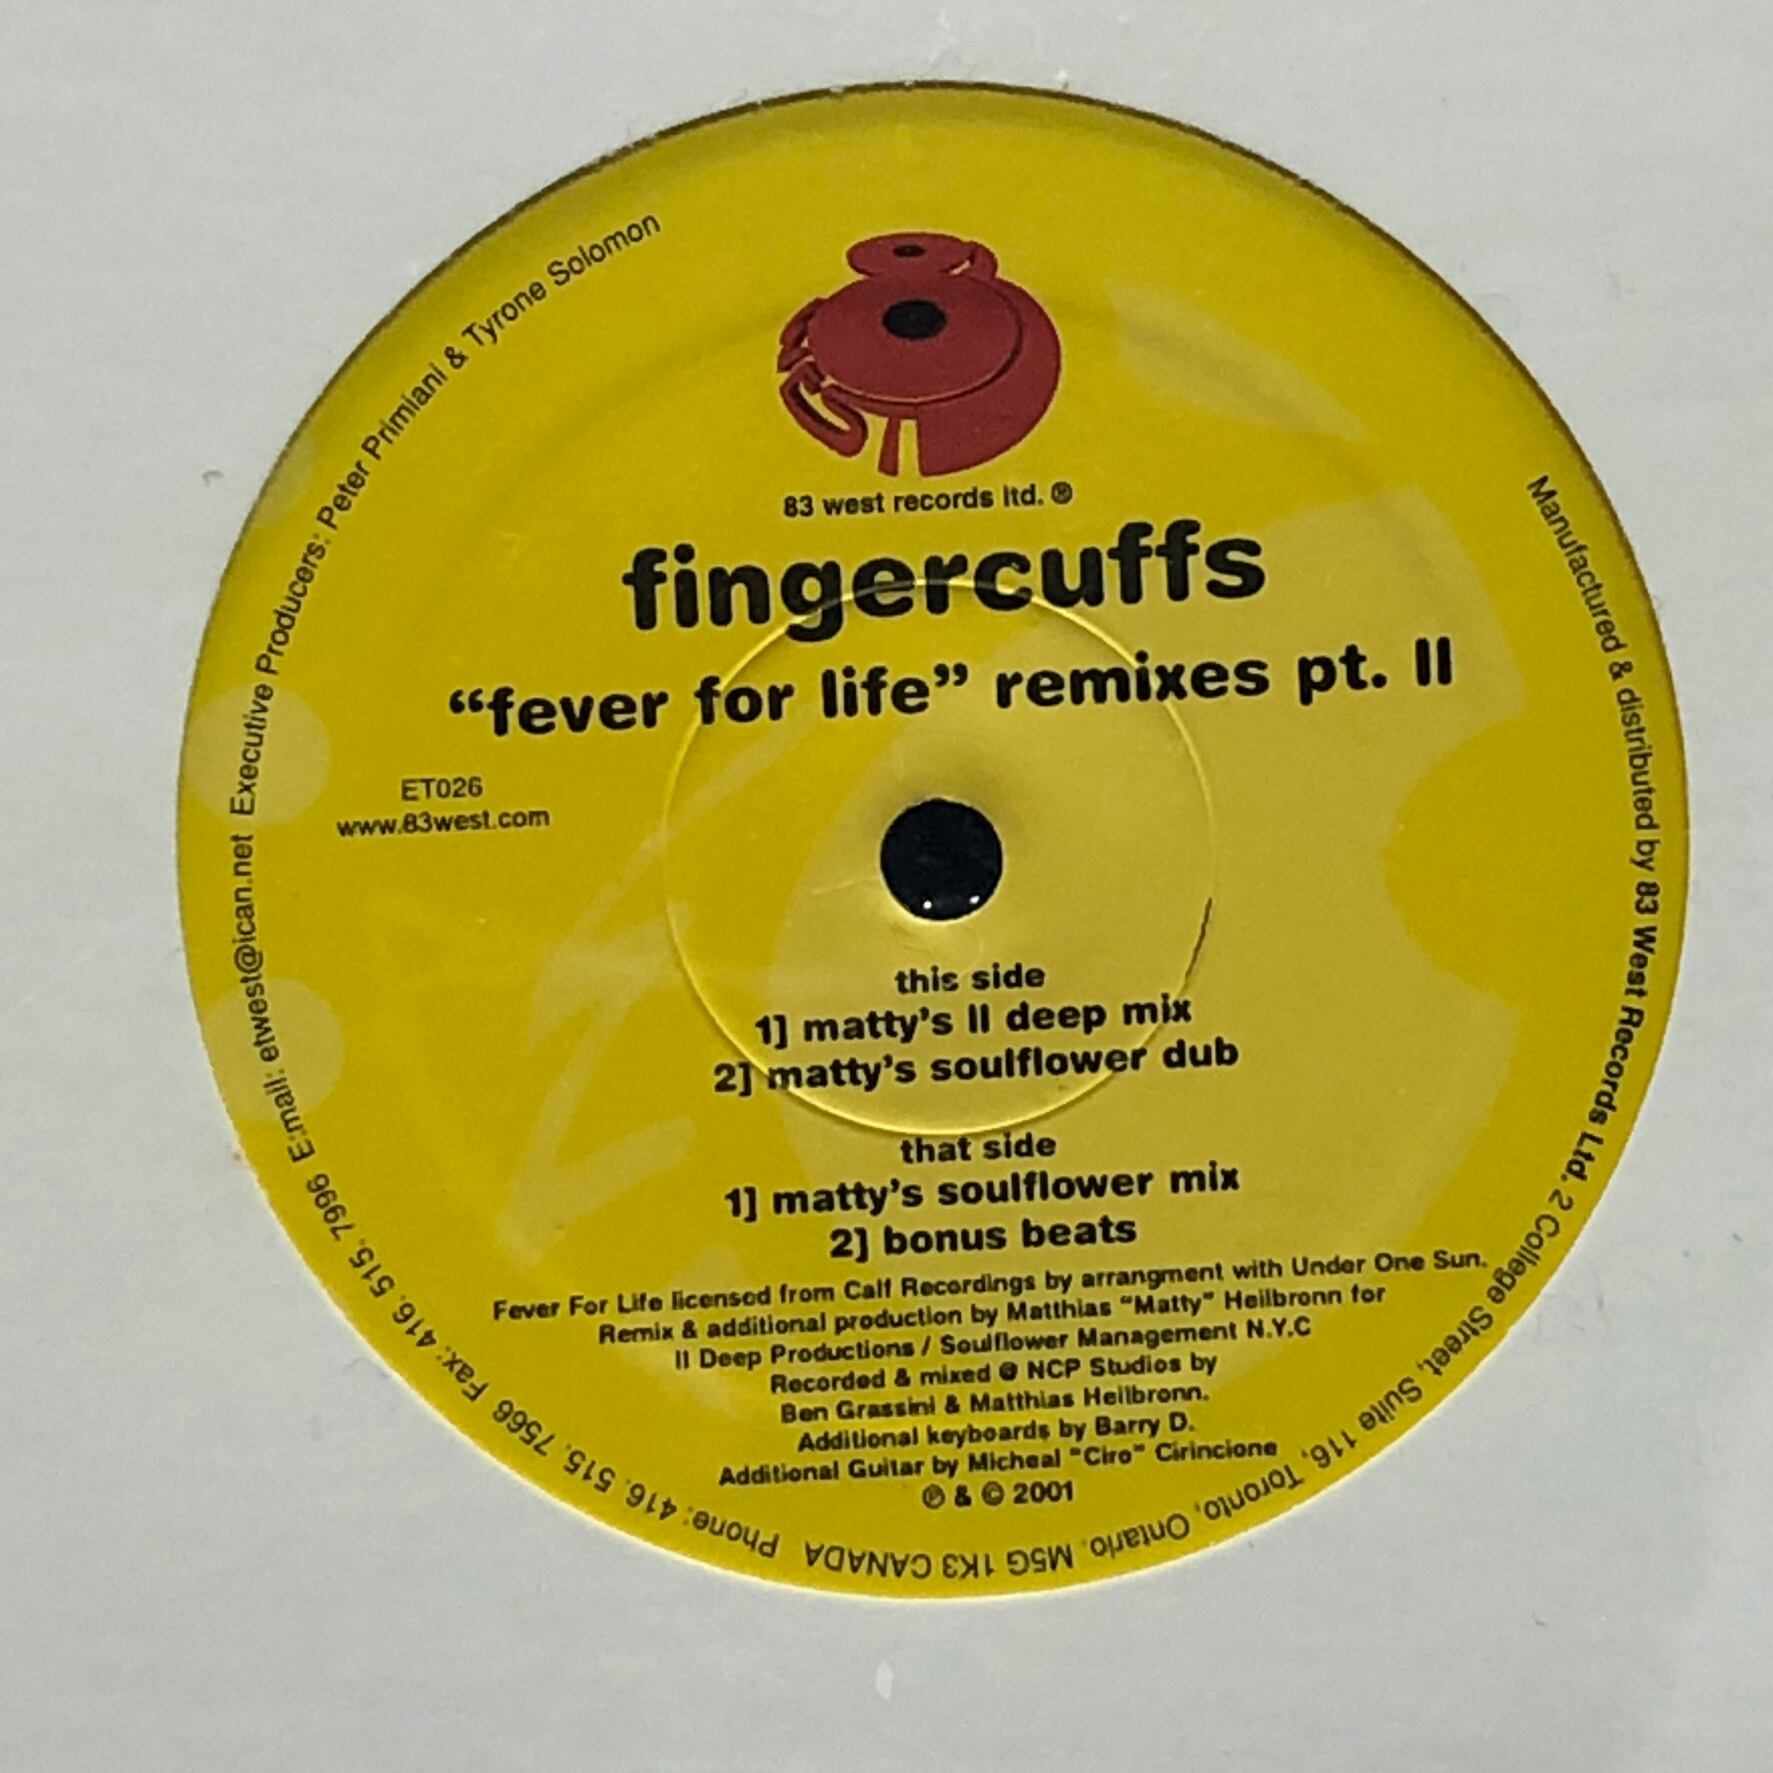 83 west records ltd. ®
fingercuffs
“fever for life” remixes pt. II
ET026
www.83west.com
this side
1] matty’s II deep mix
2] matty’s soulflower dub
that side
1] matty’s soulflower mix
2] bonus beats
Fever For Life licensed from Calf Recordings by arrangment with Under One Sun.
Remix & additional production by Matthias "Matty" Heilbronn for
II Deep Productions / Soulflower Management N.Y.C
Recorded & mixed @ NCP Studios by
Ben Grassini & Matthias Heilbronn.
Additional keyboards by Barry D.
Additional Guitar by Micheal "Ciro" Cirincione
℗ & © 2001
Manufactured & distributed by 83 West Records Ltd. 2 College Street, Suite 116, Toronto, Ontario. M5G 1K3 CANADA Phone: 416. 515. 7566 Fax: 416. 515. 7996 E:mail: etwest@ican.net Executive Producers: Peter Primiani & Tyrone Solomon